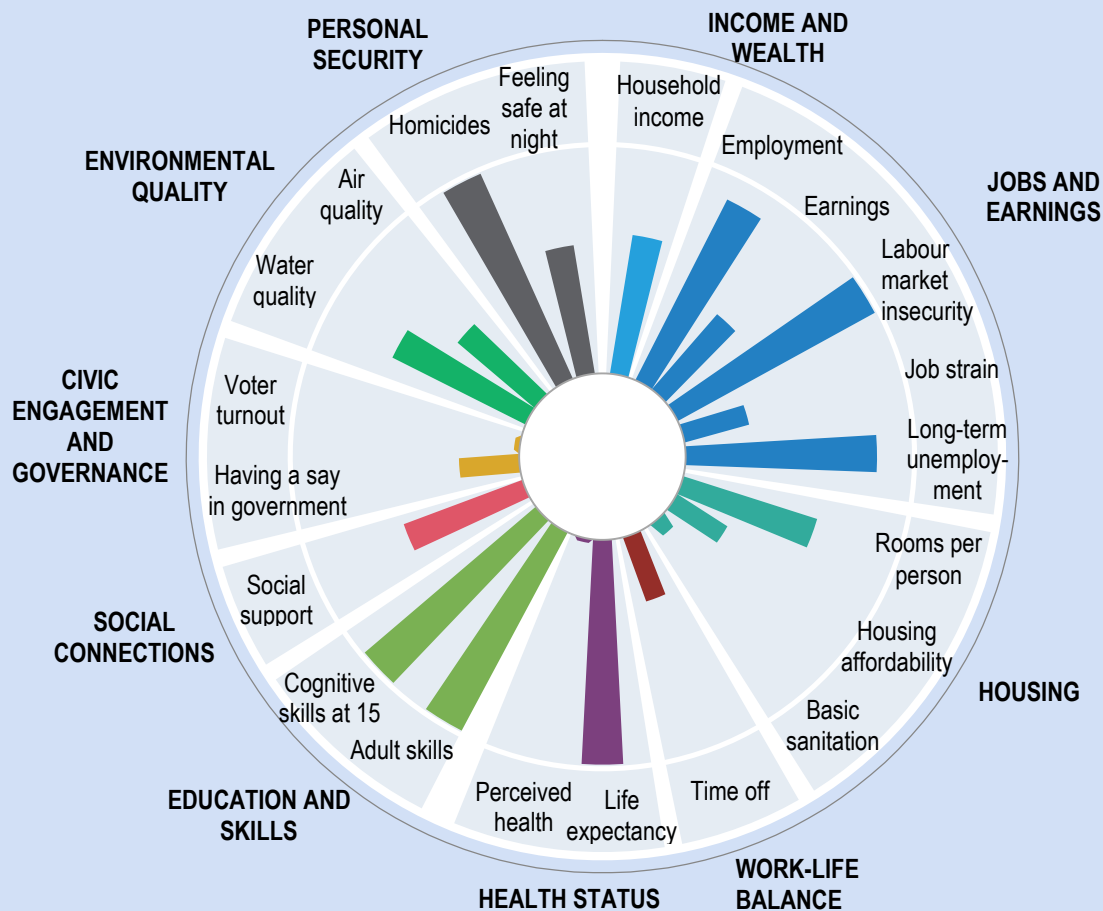 INCOME AND
WEALTH
Household
income
JOBS AND
EARNINGS
Employment
Earnings
Labour
market
insecurity
Job strain
Long-term
unemploy-
ment
HOUSING
Rooms per
person
Housing
affordability
Basic
sanitation
WORK-LIFE
BALANCE
Time off
HEALTH STATUS
Life
expectancy
Perceived
health
EDUCATION AND
SKILLS
Adult skills
Cognitive
skills at 15
SOCIAL
CONNECTIONS
Social
support
CIVIC
ENGAGEMENT
AND
GOVERNANCE
Having a say
in government
Voter
turnout
ENVIRONMENTAL
QUALITY
Water
quality
Air
quality
PERSONAL
SECURITY
Homicides
Feeling
safe at
night